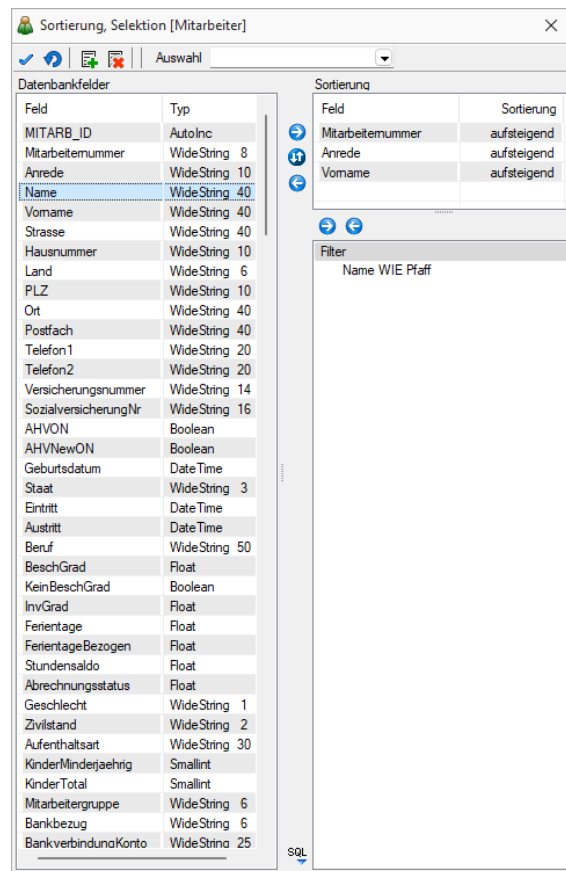 Sortierung, Selektion [Mitarbeiter]
Auswahl
Datenbankfelder
Feld Typ
MITARB_ID AutoInc
Mitarbeiternummer WideString 8
Anrede WideString 10
Name WideString 40
Vorname WideString 40
Strasse WideString 40
Hausnummer WideString 10
Land WideString 6
PLZ WideString 10
Ort WideString 40
Postfach WideString 40
Telefon1 WideString 20
Telefon2 WideString 20
Versicherungsnummer WideString 14
SozialversicherungNr WideString 16
AHVON Boolean
AHVNewON Boolean
Geburtsdatum DateTime
Staat WideString 3
Eintritt DateTime
Austritt DateTime
Beruf WideString 50
BeschGrad Float
KeinBeschGrad Boolean
InvGrad Float
Ferientage Float
FerientageBezogen Float
Stundensaldo Float
Abrechnungsstatus Float
Geschlecht WideString 1
Zivilstand WideString 2
Aufenthaltsart WideString 30
KinderMinderjaehrig Smallint
KinderTotal Smallint
Mitarbeitergruppe WideString 6
Bankbezug WideString 6
BankverbindungKonto WideString 25
SQL
Sortierung
Feld Sortierung
Mitarbeiternummer aufsteigend
Anrede aufsteigend
Vorname aufsteigend
Filter
Name WIE Pfaff